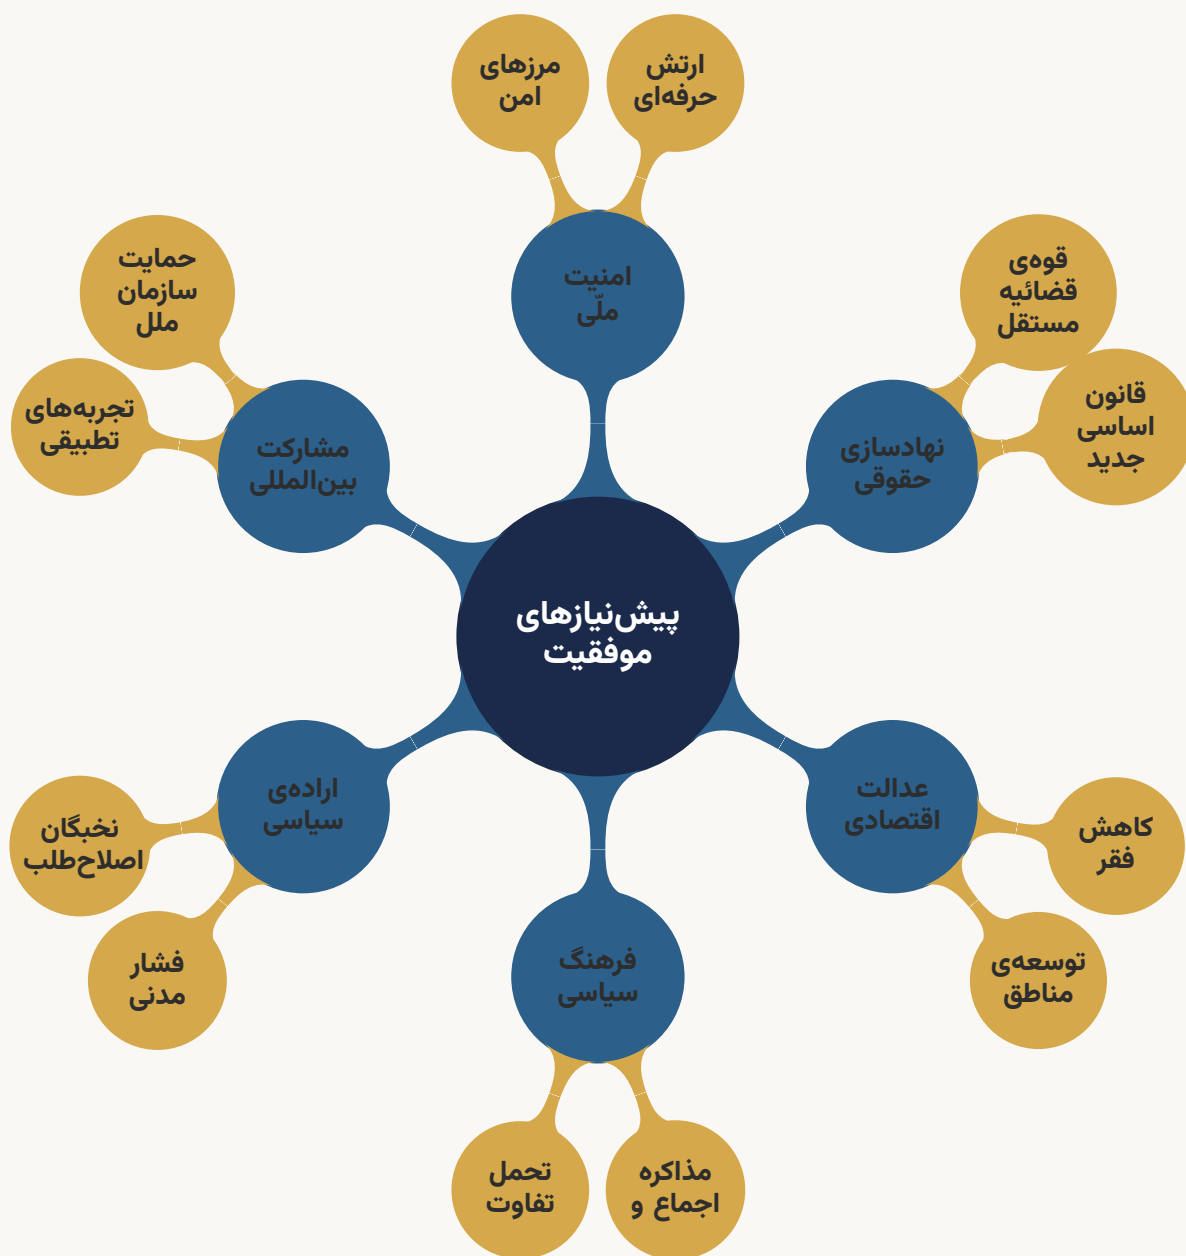 مرزهای
امن
ارتش
حرفه‌ای
امنیت
ملّی
حمایت
سازمان
ملل
تجربه‌های
تطبیقی
مشارکت
بین‌المللی
قوه‌ی
قضائیه
مستقل
قانون
اساسی
جدید
نهادسازی
حقوقی
پیش‌نیازهای
موفقیت
اراده‌ی
سیاسی
نخبگان
اصلاح‌طلب
فشار
مدنی
عدالت
اقتصادی
کاهش
فقر
توسعه‌ی
مناطق
فرهنگ
سیاسی
تحمل
تفاوت
مذاکره
اجماع و